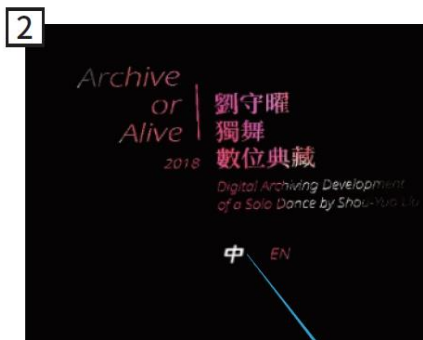 2
Archive
or
Alive
2018
劉守曜
獨舞
數位典藏
Digital Archiving Development
of a Solo Dance by Shou-Yuo Liu
中 EN